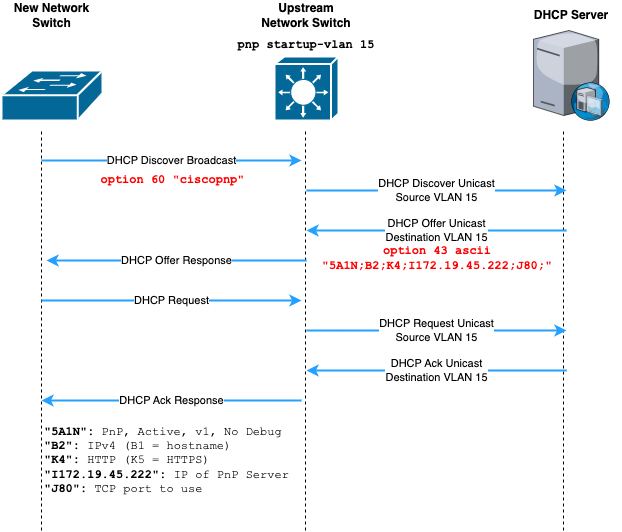 New Network
Switch
Upstream
Network Switch
pnp startup-vlan 15
DHCP Server
DHCP Discover Broadcast
option 60 "ciscopnp"
DHCP Discover Unicast
Source VLAN 15
DHCP Offer Unicast
Destination VLAN 15
option 43 ascii
"5A1N;B2;K4;I172.19.45.222;J80;"
DHCP Offer Response
DHCP Request
DHCP Request Unicast
Source VLAN 15
DHCP Ack Unicast
Destination VLAN 15
DHCP Ack Response
"5A1N": PnP, Active, v1, No Debug
"B2": IPv4 (B1 = hostname)
"K4": HTTP (K5 = HTTPS)
"I172.19.45.222": IP of PnP Server
"J80": TCP port to use